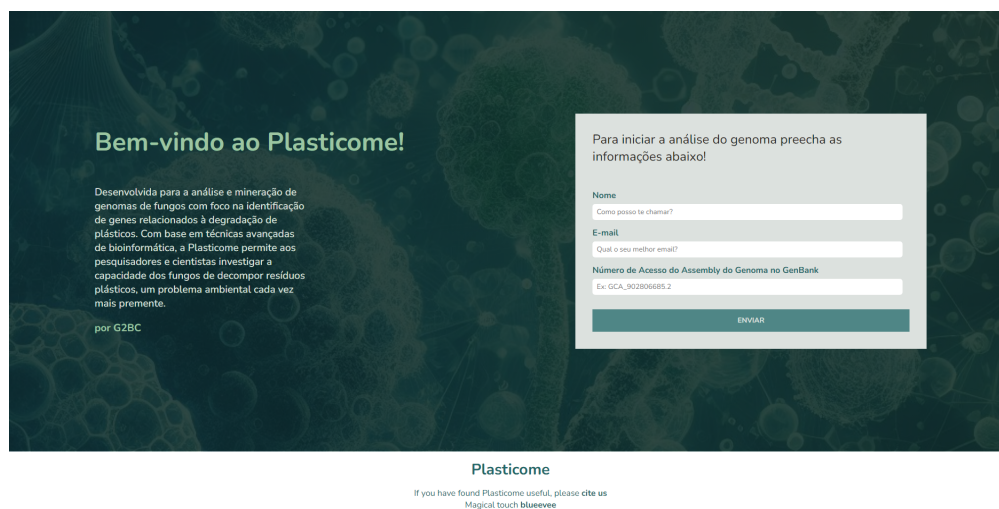 Bem-vindo ao Plasticome!
Desenvolvida para a análise e mineração de
genomas de fungos com foco na identificação
de genes relacionados à degradação de
plásticos. Com base em técnicas avançadas
de bioinformática, a Plasticome permite aos
pesquisadores e cientistas investigar a
capacidade dos fungos de decompor resíduos
plásticos, um problema ambiental cada vez
mais premente.
por G2BC
Para iniciar a análise do genoma preecha as
informações abaixo!
Nome
Como posso te chamar?
E-mail
Qual o seu melhor email?
Número de Acesso do Assembly do Genoma no GenBank
Ex: GCA_902806685.2
ENVIAR
Plasticome
If you have found Plasticome useful, please cite us
Magical touch blueevee